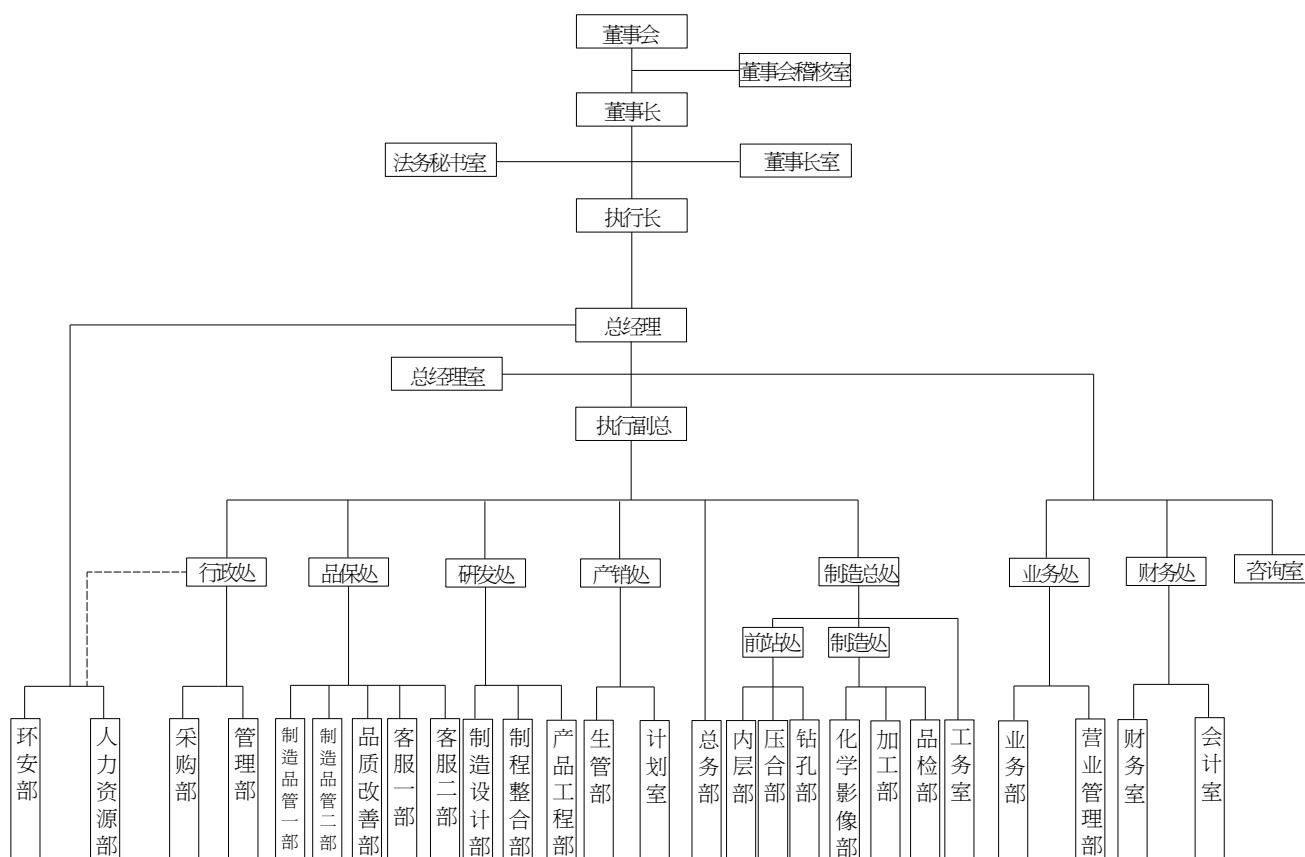 董事会
董事会稽核室
董事长
法务秘书室
董事长室
执行长
总经理
总经理室
执行副总
行政处
品保处
研发处
产销处
制造总处
业务处
财务处
咨询室
前站处
制造处
环安部
人力资源部
采购部
管理部
制造品管一部
制造品管二部
品质改善部
客服一部
客服二部
制造设计部
制程整合部
产品工程部
生管部
计划室
总务部
内层部
压合部
钻孔部
化学影像部
加工部
品检部
工务室
业务部
营业管理部
财务室
会计室